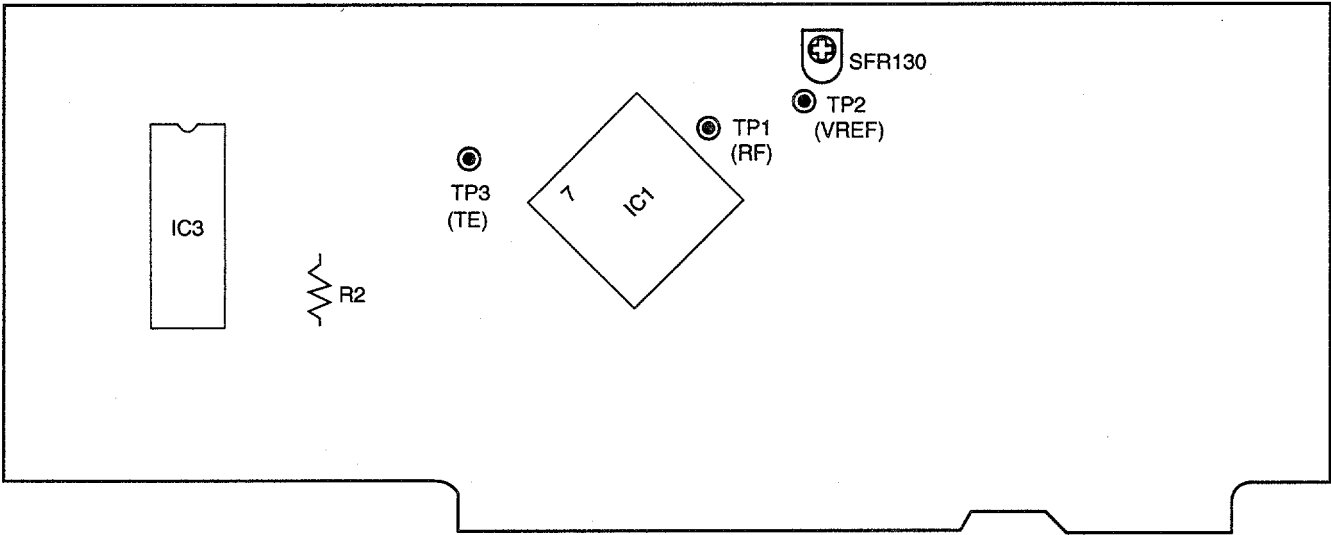 SFR130
TP2
(VREF)
TP1
(RF)
TP3
(TE)
7
IC1
IC3
R2